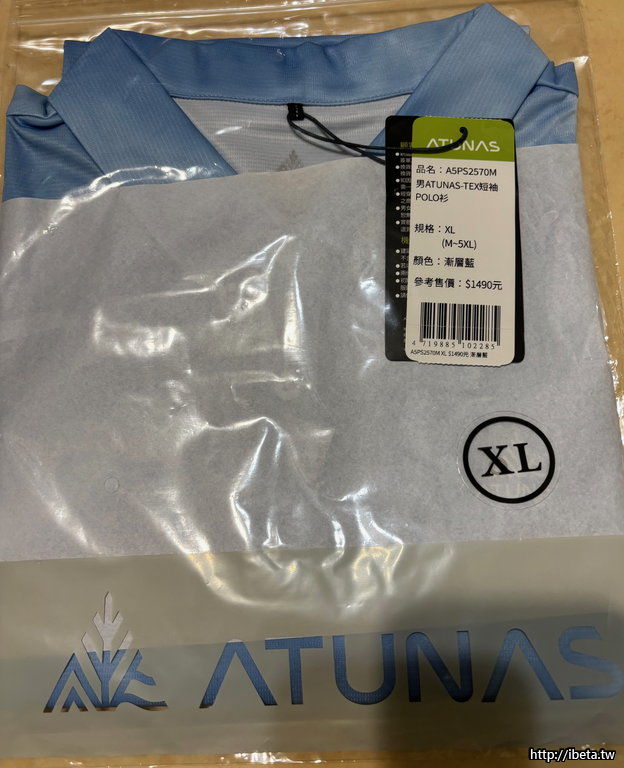 ATUNAS
品名：A5PS2570M
男ATUNAS-TEX短袖
POLO衫
規格：XL
(M~5XL)
顏色：漸層藍
參考售價：$1490元
4 719885 102285
A5PS2570M XL $1490元 漸層藍
XL
ATUNAS
http://ibeta.tw